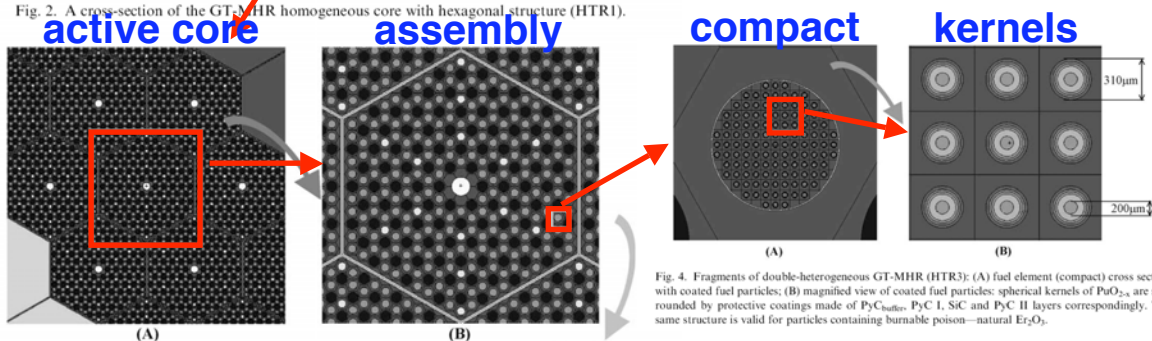 Fig. 2. A cross-section of the GT-MHR homogeneous core with hexagonal structure (HTR1).
active core
assembly
compact
kernels
310μm
200μm
(A)
(B)
(A)
(B)
Fig. 4. Fragments of double-heterogeneous GT-MHR (HTR3): (A) fuel element (compact) cross sect
with coated fuel particles; (B) magnified view of coated fuel particles: spherical kernels of PuO2-x are
rounded by protective coatings made of PyCbuffer, PyC I, SiC and PyC II layers correspondingly.
same structure is valid for particles containing burnable poison—natural Er2O3.